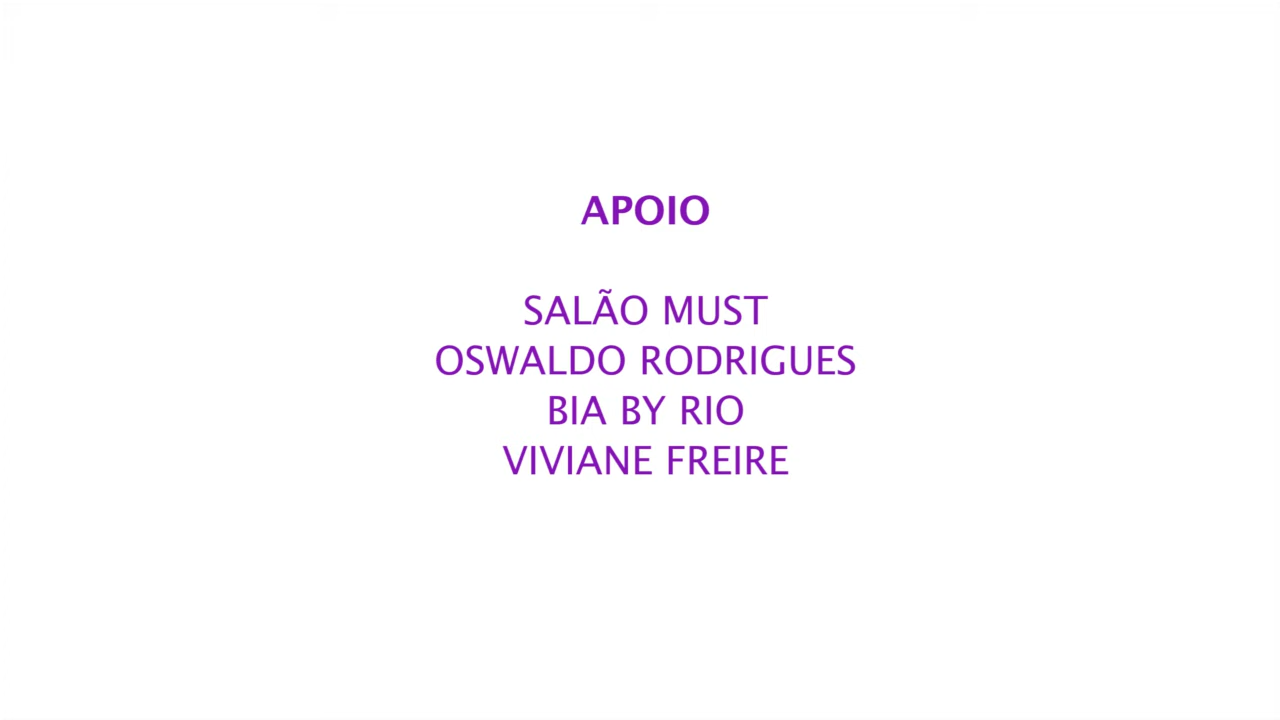 APOIO
SALÃO MUST
OSWALDO RODRIGUES
BIA BY RIO
VIVIANE FREIRE